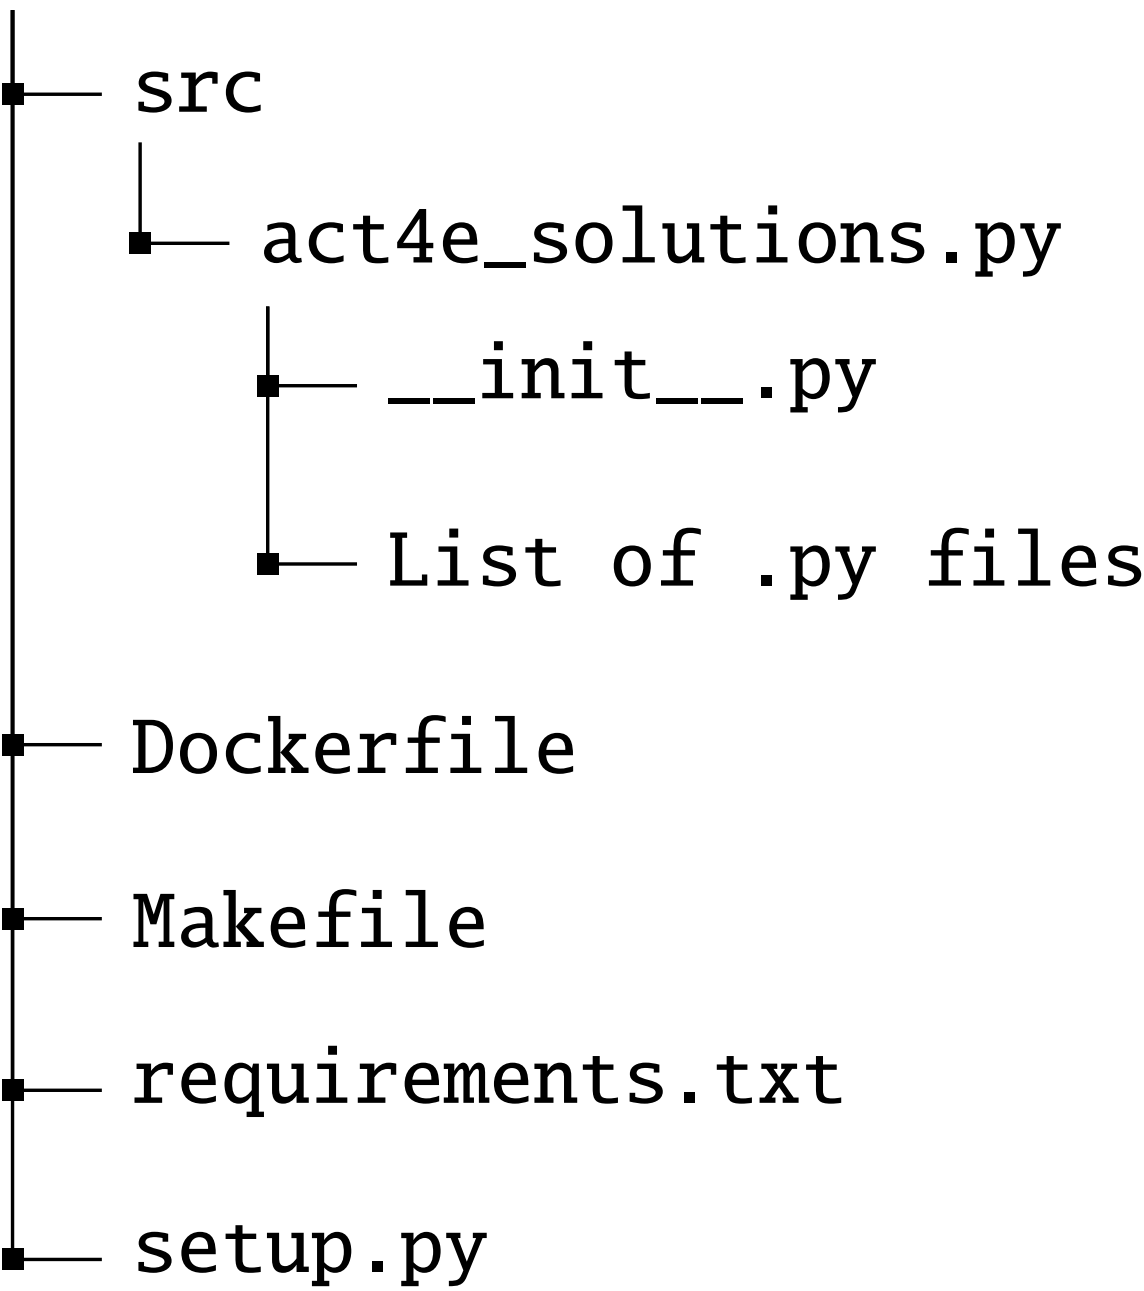 src
act4e_solutions.py
__init__.py
List of .py files
Dockerfile
Makefile
requirements.txt
setup.py